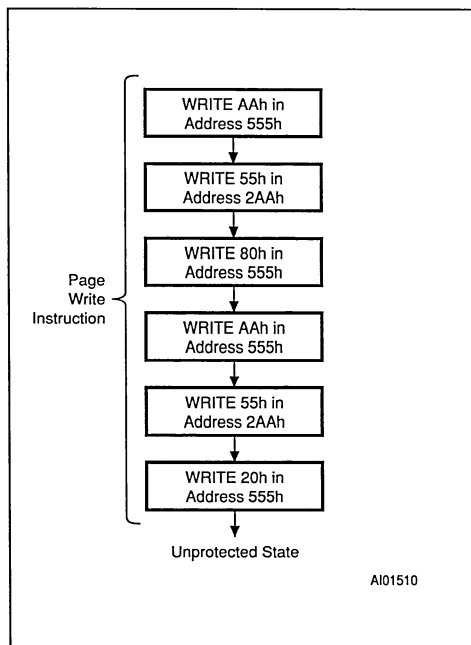 WRITE AAh in
Address 555h
WRITE 55h in
Address 2AAh
WRITE 80h in
Address 555h
Page
Write
Instruction
WRITE AAh in
Address 555h
WRITE 55h in
Address 2AAh
WRITE 20h in
Address 555h
Unprotected State
AI01510